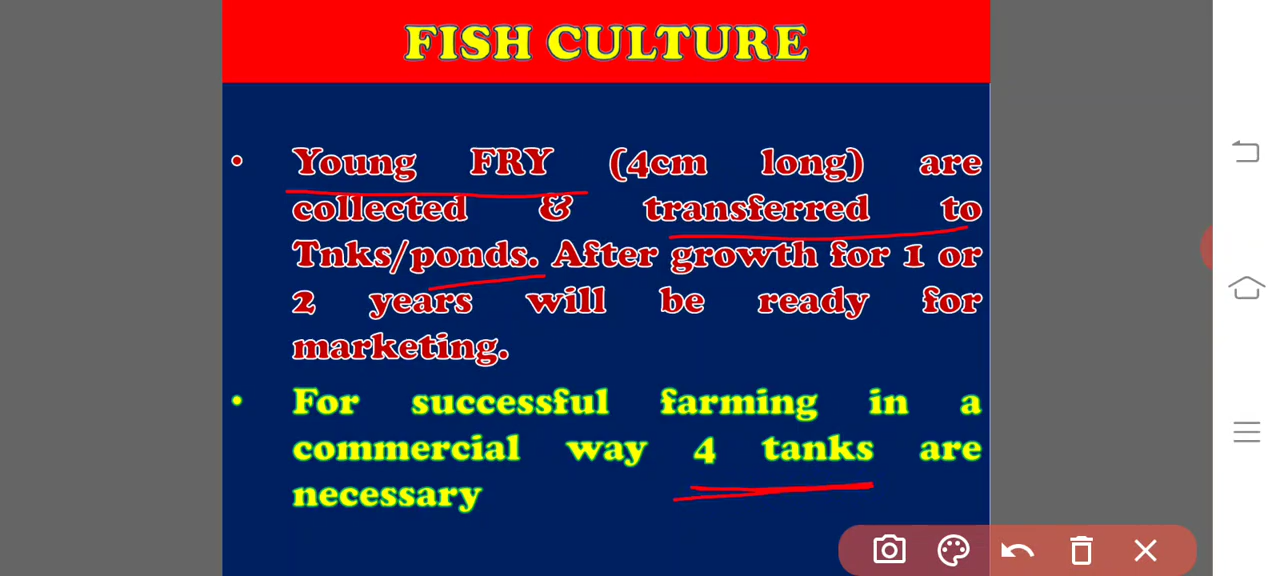 FISH CULTURE
• Young FRY (4cm long) are
collected & transferred to
Tnks/ponds. After growth for 1 or
2 years will be ready for
marketing.
• For successful farming in a
commercial way 4 tanks are
necessary